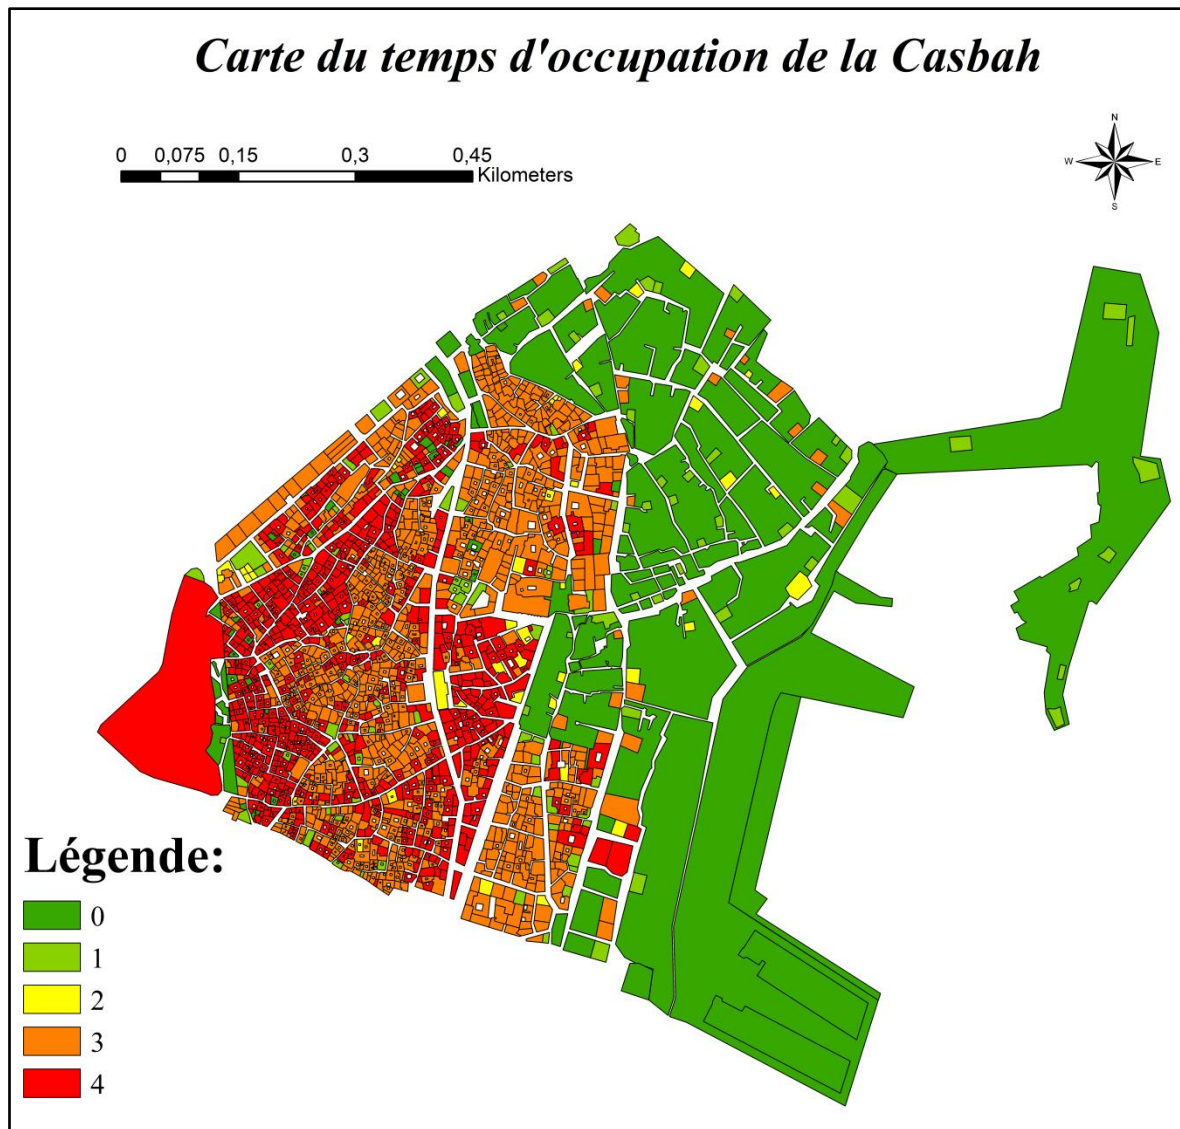 Carte du temps d'occupation de la Casbah
0 0,075 0,15 0,3 0,45
Kilometers
N
W E
S
Légende:
0
1
2
3
4